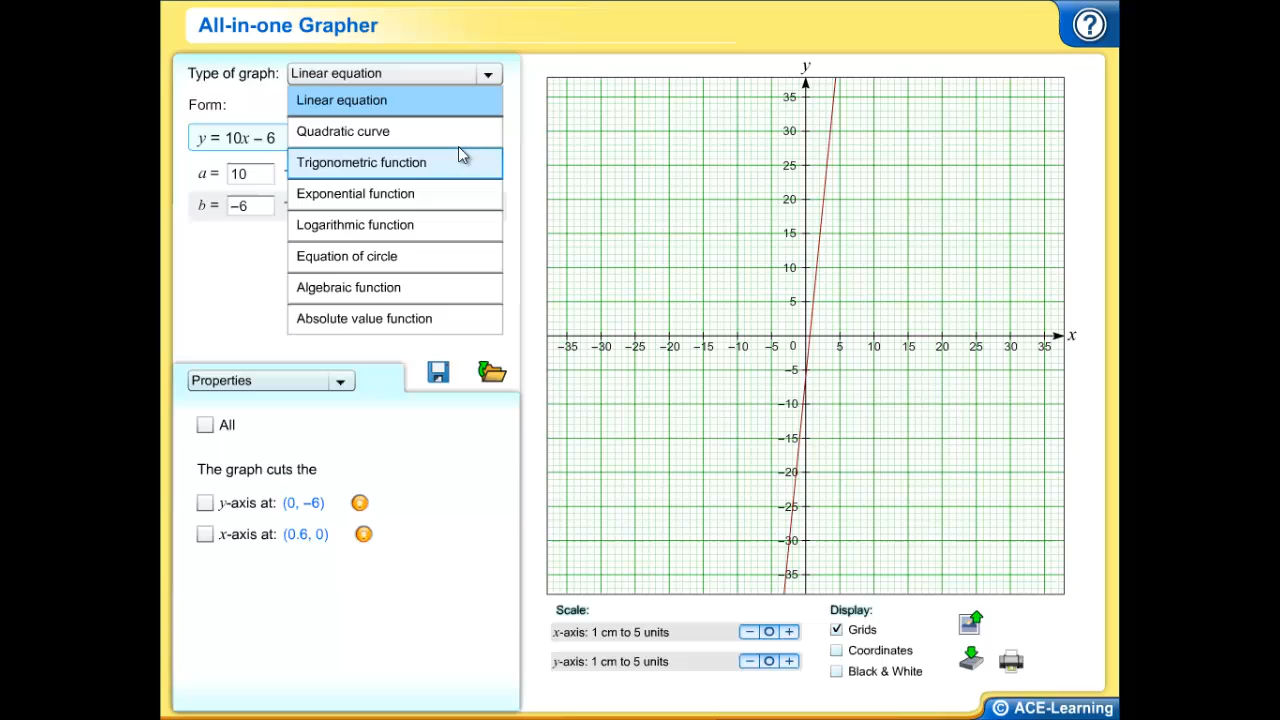 All-in-one Grapher
?
Type of graph: Linear equation
Linear equation
Form:
Quadratic curve
y = 10x – 6
Trigonometric function
a = 10
Exponential function
b = –6
Logarithmic function
Equation of circle
Algebraic function
Absolute value function
Properties
All
The graph cuts the
y-axis at: (0, –6)
x-axis at: (0.6, 0)
y
35
30
25
20
15
10
5
–35 –30 –25 –20 –15 –10 –5 0 5 10 15 20 25 30 35 x
–5
–10
–15
–20
–25
–30
–35
Scale:
x-axis: 1 cm to 5 units – O +
y-axis: 1 cm to 5 units – O +
Display:
Grids
Coordinates
Black & White
© ACE-Learning